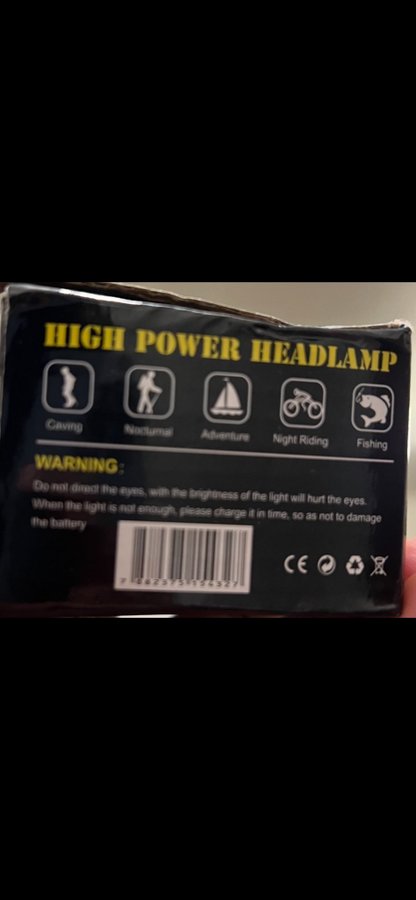 HIGH POWER HEADLAMP
Caving Nocturnal Adventure Night Riding Fishing
WARNING:
Do not direct the eyes, with the brightness of the light will hurt the eyes.
When the light is not enough, please charge it in time, so as not to damage
the battery
CE